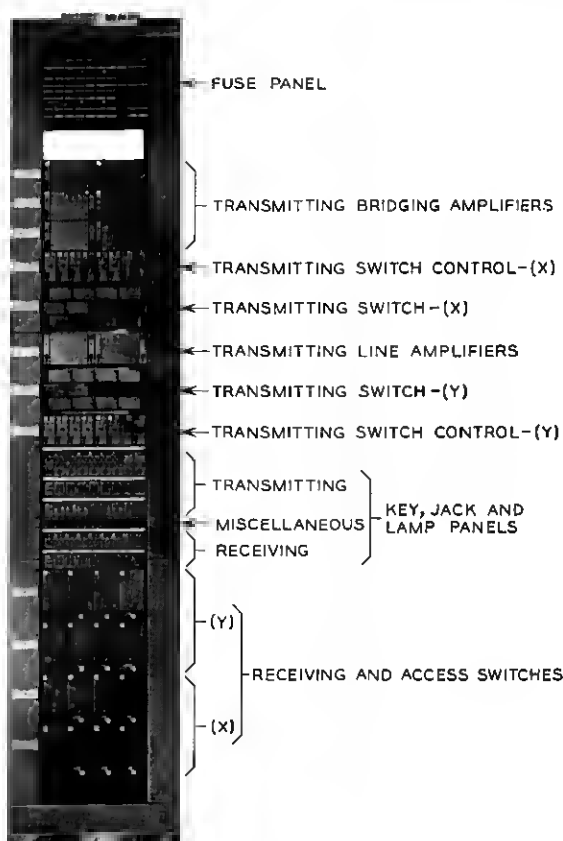 FUSE PANEL
TRANSMITTING BRIDGING AMPLIFIERS
TRANSMITTING SWITCH CONTROL-(X)
TRANSMITTING SWITCH-(X)
TRANSMITTING LINE AMPLIFIERS
TRANSMITTING SWITCH-(Y)
TRANSMITTING SWITCH CONTROL-(Y)
TRANSMITTING
MISCELLANEOUS
RECEIVING
KEY, JACK AND
LAMP PANELS
(Y)
(X)
RECEIVING AND ACCESS SWITCHES